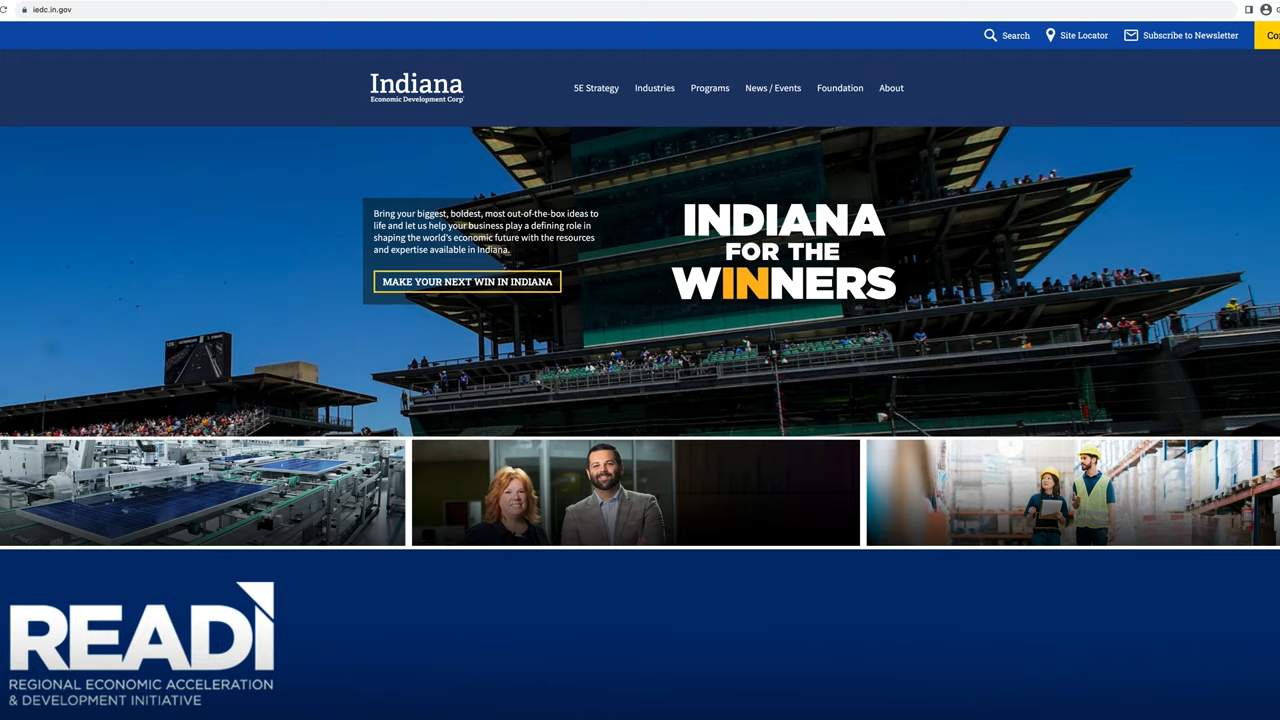 iedc.in.gov
Search
Site Locator
Subscribe to Newsletter
Indiana
Economic Development Corp
5E Strategy
Industries
Programs
News / Events
Foundation
About
Bring your biggest, boldest, most out-of-the-box ideas to
life and let us help your business play a defining role in
shaping the world's economic future with the resources
and expertise available in Indiana.
MAKE YOUR NEXT WIN IN INDIANA
INDIANA
FOR THE
WINNERS
READI
REGIONAL ECONOMIC ACCELERATION
& DEVELOPMENT INITIATIVE